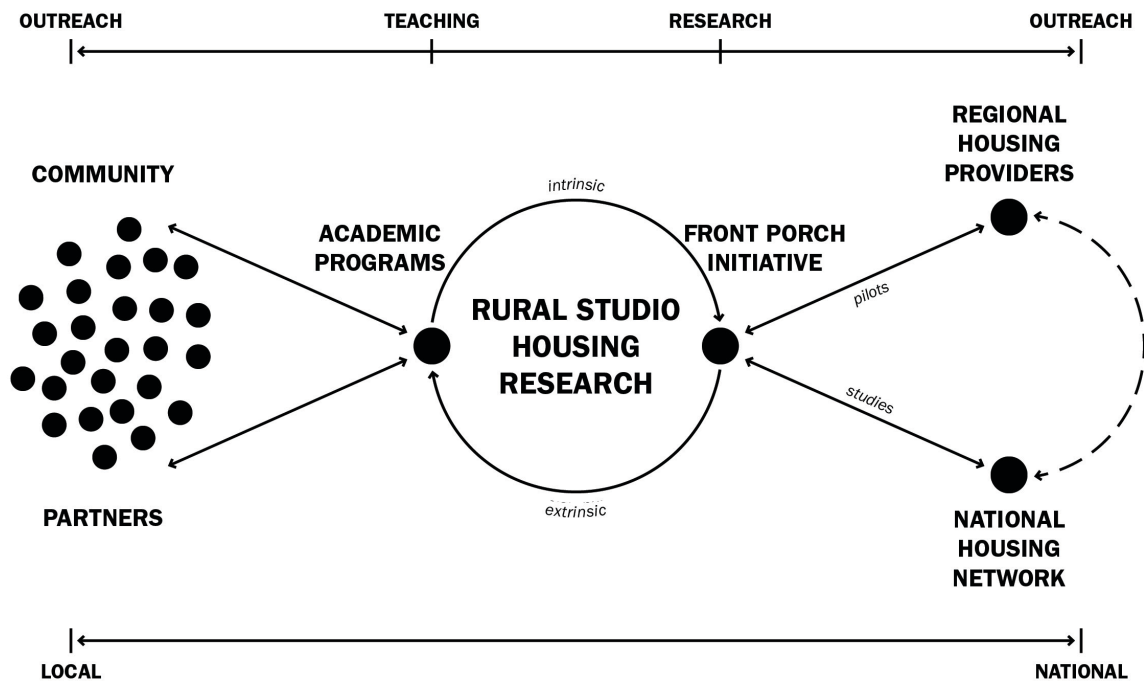 OUTREACH
TEACHING
RESEARCH
OUTREACH
REGIONAL
HOUSING
PROVIDERS
COMMUNITY
intrinsic
ACADEMIC
PROGRAMS
FRONT PORCH
INITIATIVE
RURAL STUDIO
HOUSING
RESEARCH
pilots
studies
extrinsic
PARTNERS
NATIONAL
HOUSING
NETWORK
LOCAL
NATIONAL